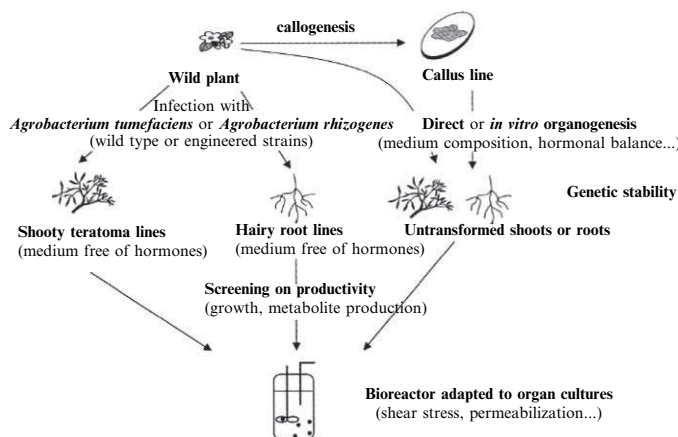 callogenesis
Wild plant
Callus line
Infection with
Agrobacterium tumefaciens or Agrobacterium rhizogenes
(wild type or engineered strains)
Direct or in vitro organogenesis
(medium composition, hormonal balance...)
Genetic stability
Shooty teratoma lines
(medium free of hormones)
Hairy root lines
(medium free of hormones)
Untransformed shoots or roots
Screening on productivity
(growth, metabolite production)
Bioreactor adapted to organ cultures
(shear stress, permeabilization...)